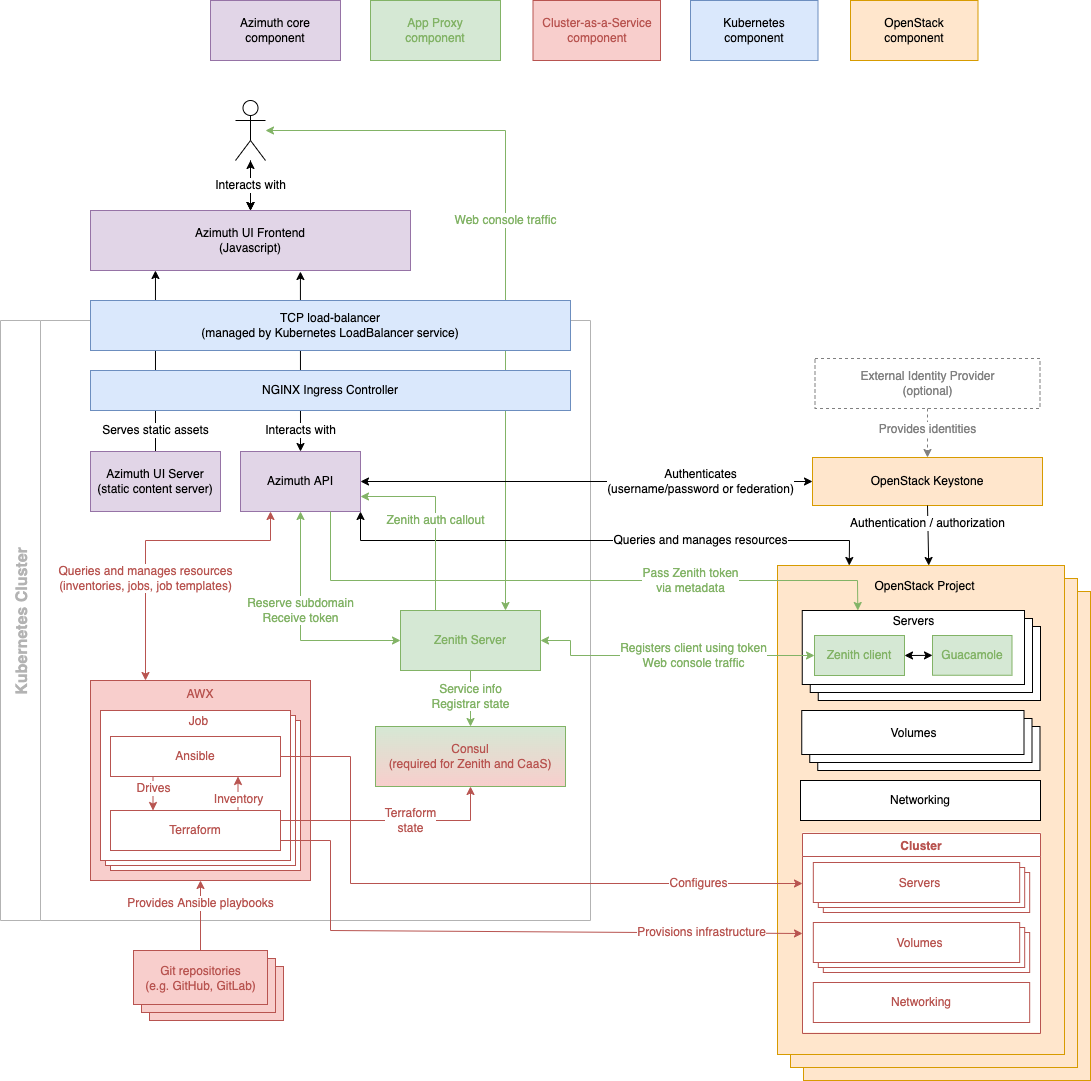 Azimuth core
component
App Proxy
component
Cluster-as-a-Service
component
Kubernetes
component
OpenStack
component
Interacts with
Web console traffic
Azimuth UI Frontend
(Javascript)
TCP load-balancer
(managed by Kubernetes LoadBalancer service)
NGINX Ingress Controller
External Identity Provider
(optional)
Serves static assets
Interacts with
Provides identities
Azimuth UI Server
(static content server)
Azimuth API
Authenticates
(username/password or federation)
OpenStack Keystone
Zenith auth callout
Authentication / authorization
Queries and manages resources
Kubernetes Cluster
Queries and manages resources
(inventories, jobs, job templates)
Pass Zenith token
via metadata
OpenStack Project
Reserve subdomain
Receive token
Servers
Zenith Server
Registers client using token
Web console traffic
Zenith client
Guacamole
Service info
Registrar state
AWX
Job
Ansible
Drives
Inventory
Terraform
Consul
(required for Zenith and CaaS)
Terraform
state
Volumes
Networking
Cluster
Configures
Servers
Provides Ansible playbooks
Provisions infrastructure
Volumes
Git repositories
(e.g. GitHub, GitLab)
Networking